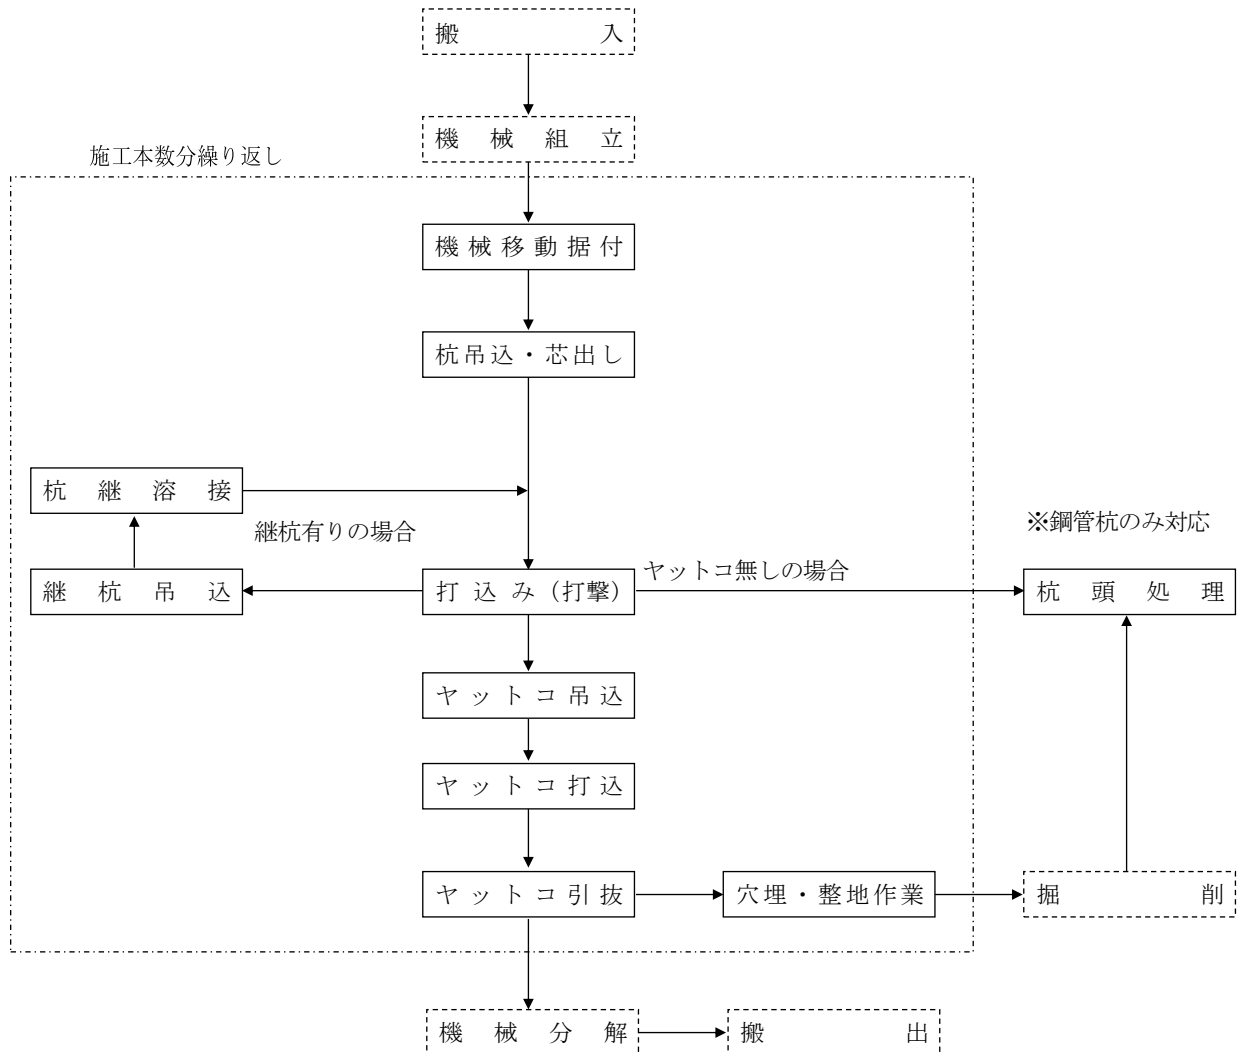 搬入
機械組立
施工本数分繰り返し
機械移動据付
杭吊込・芯出し
杭継溶接
継杭有りの場合
※鋼管杭のみ対応
継杭吊込
打込み（打撃）
ヤットコ無しの場合
杭頭処理
ヤットコ吊込
ヤットコ打込
ヤットコ引抜
穴埋・整地作業
掘削
機械分解
搬出